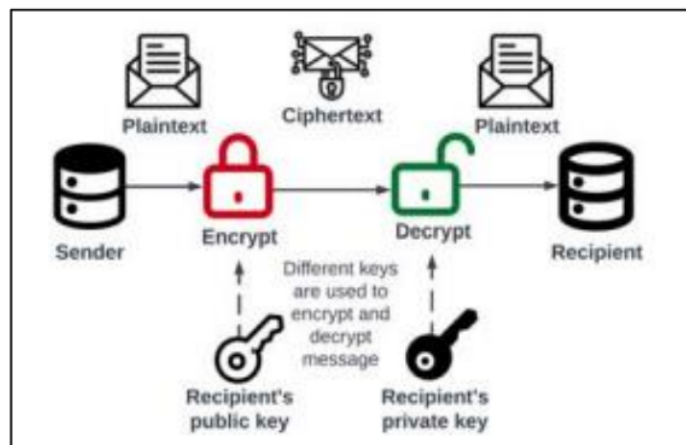 Plaintext
Ciphertext
Plaintext
Sender
Encrypt
Decrypt
Recipient
Different keys
are used to
encrypt and
decrypt
message
Recipient's
public key
Recipient's
private key